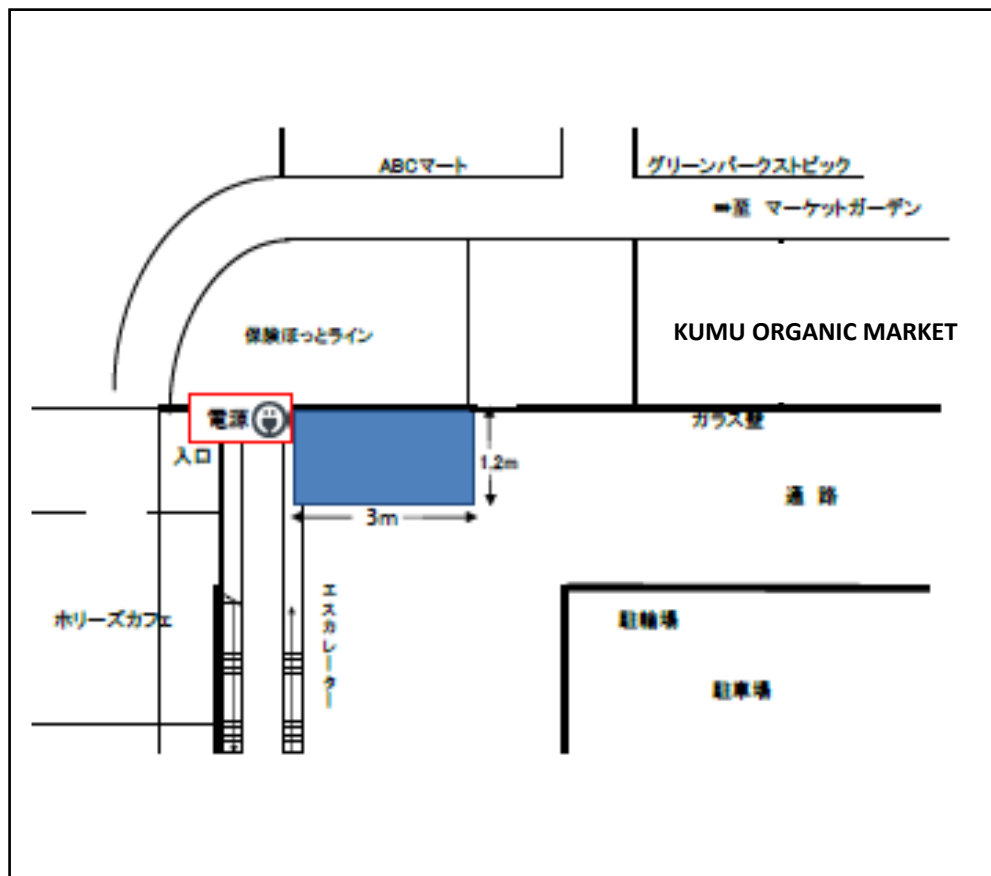 ABCマート
グリーンパークストピック
➡至 マーケットガーデン
保険ほっとライン
KUMU ORGANIC MARKET
電源
ガラス壁
入口
1.2m
3m
通 路
エスカレーター
ホリーズカフェ
駐輪場
駐車場